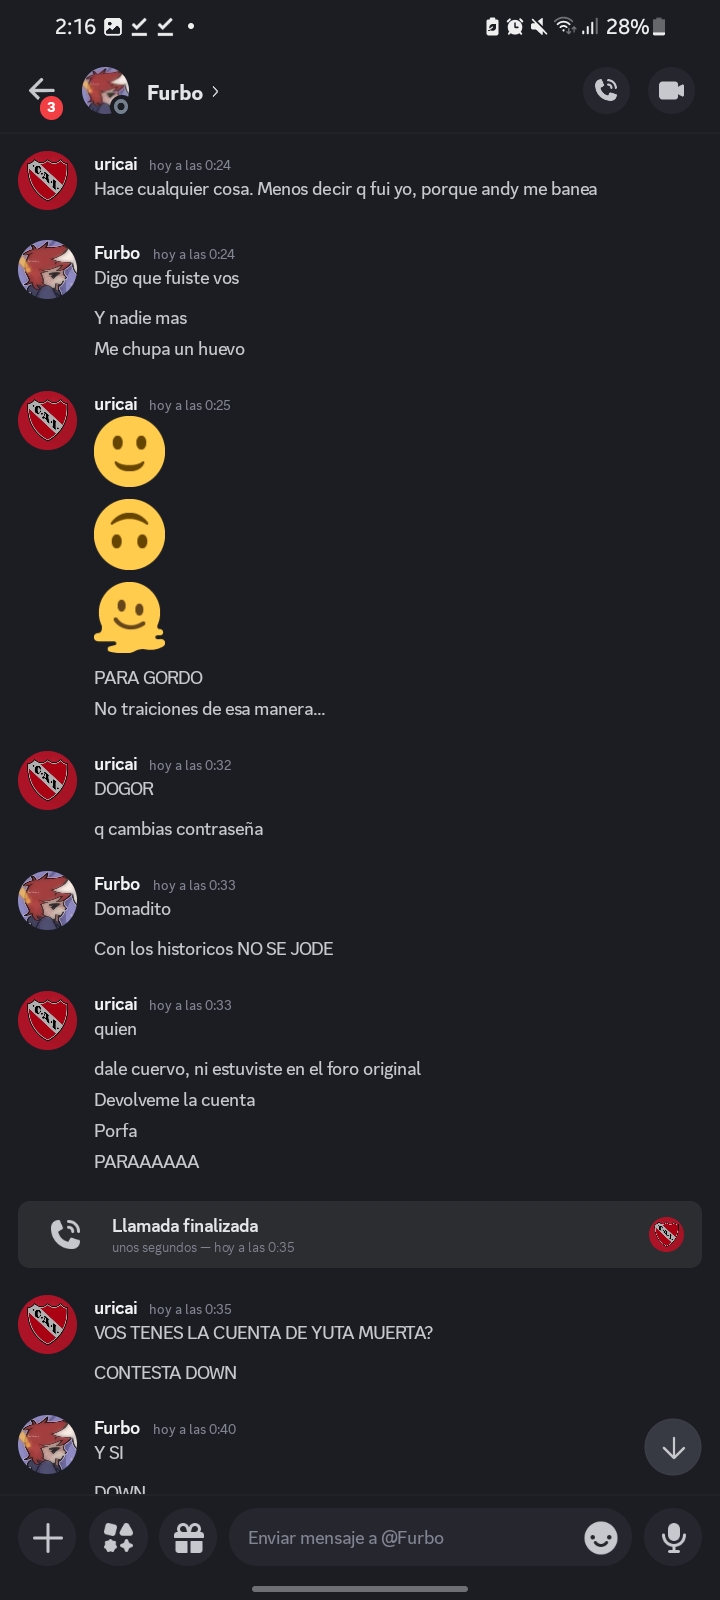 2:16
28%
3
Furbo
uricai hoy a las 0:24
Hace cualquier cosa. Menos decir q fui yo, porque andy me banea
Furbo hoy a las 0:24
Digo que fuiste vos
Y nadie mas
Me chupa un huevo
uricai hoy a las 0:25
PARA GORDO
No traiciones de esa manera...
uricai hoy a las 0:32
DOGOR
q cambias contraseña
Furbo hoy a las 0:33
Domadito
Con los historicos NO SE JODE
uricai hoy a las 0:33
quien
dale cuervo, ni estuviste en el foro original
Devolveme la cuenta
Porfa
PARAAAAAA
Llamada finalizada
unos segundos — hoy a las 0:35
uricai hoy a las 0:35
VOS TENES LA CUENTA DE YUTA MUERTA?
CONTESTA DOWN
Furbo hoy a las 0:40
Y SI
DOWN
Enviar mensaje a @Furbo